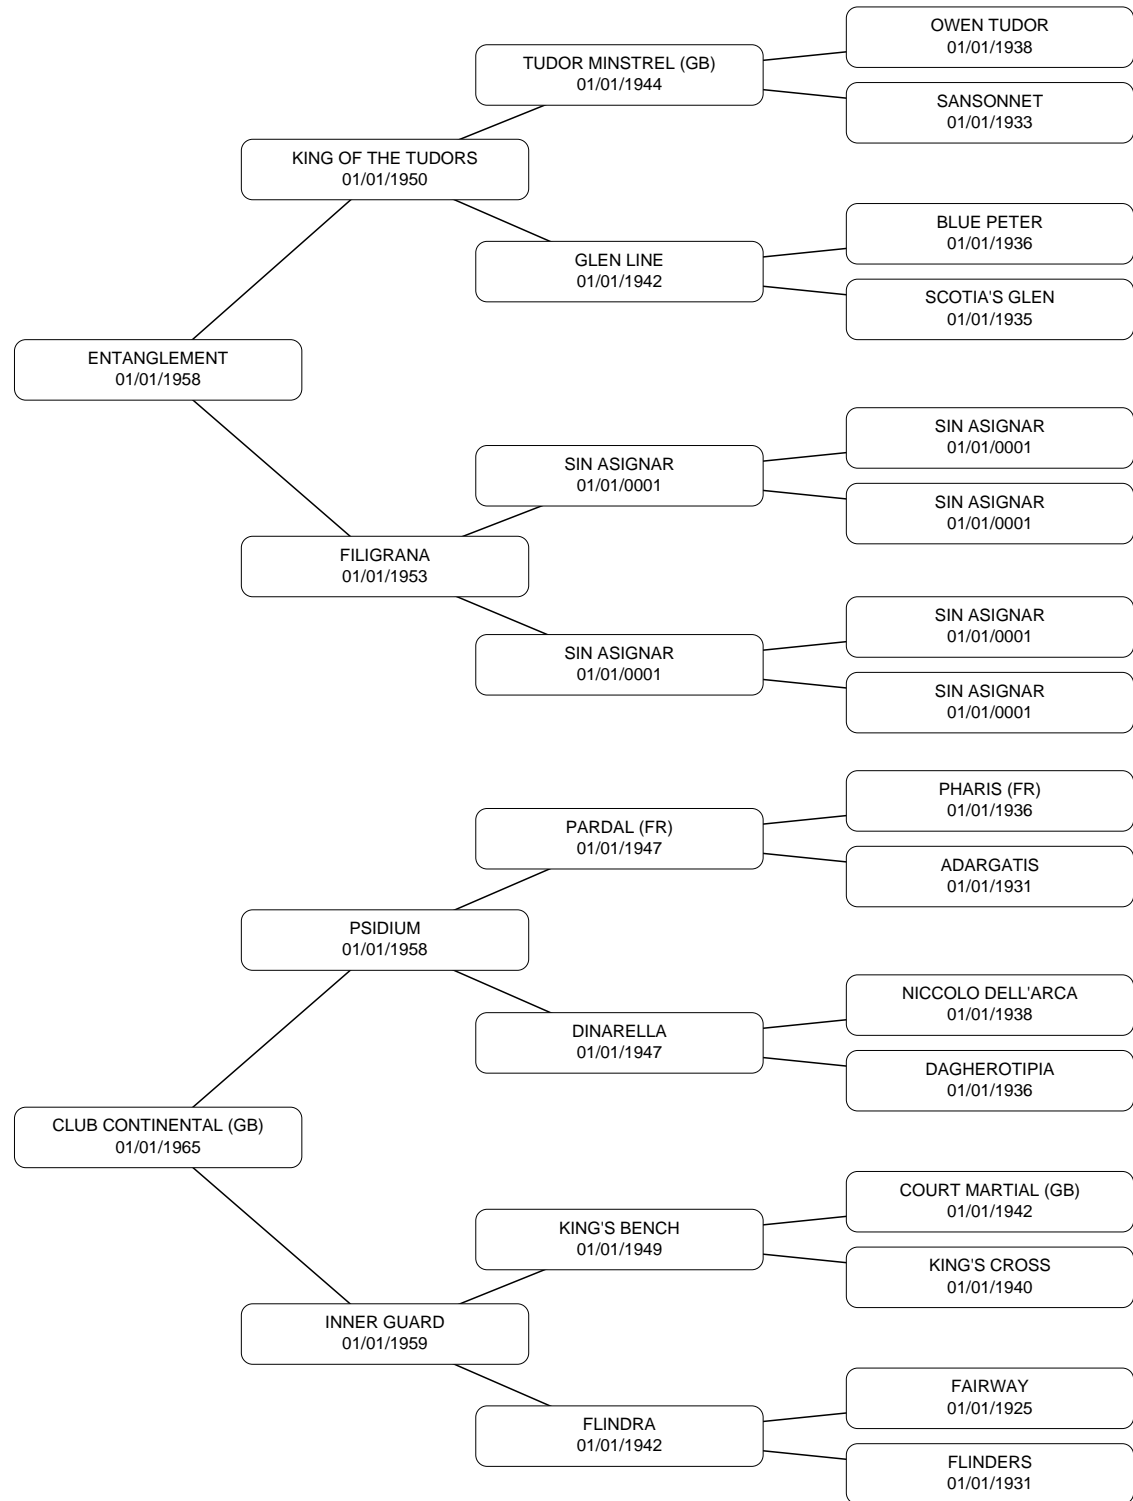 OWEN TUDOR
01/01/1938
TUDOR MINSTREL (GB)
01/01/1944
SANSONNET
01/01/1933
KING OF THE TUDORS
01/01/1950
BLUE PETER
01/01/1936
GLEN LINE
01/01/1942
SCOTIA'S GLEN
01/01/1935
ENTANGLEMENT
01/01/1958
SIN ASIGNAR
01/01/0001
SIN ASIGNAR
01/01/0001
SIN ASIGNAR
01/01/0001
FILIGRANA
01/01/1953
SIN ASIGNAR
01/01/0001
SIN ASIGNAR
01/01/0001
SIN ASIGNAR
01/01/0001
PHARIS (FR)
01/01/1936
PARDAL (FR)
01/01/1947
ADARGATIS
01/01/1931
PSIDIUM
01/01/1958
NICCOLO DELL'ARCA
01/01/1938
DINARELLA
01/01/1947
DAGHEROTIPIA
01/01/1936
CLUB CONTINENTAL (GB)
01/01/1965
COURT MARTIAL (GB)
01/01/1942
KING'S BENCH
01/01/1949
KING'S CROSS
01/01/1940
INNER GUARD
01/01/1959
FAIRWAY
01/01/1925
FLINDRA
01/01/1942
FLINDERS
01/01/1931